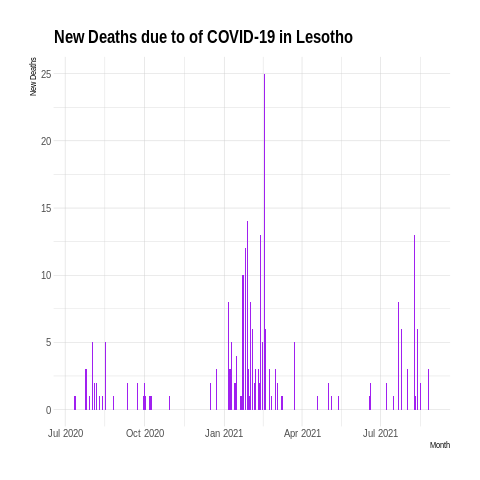 New Deaths due to of COVID-19 in Lesotho
New Deaths
25
20
15
10
5
0
Jul 2020 Oct 2020 Jan 2021 Apr 2021 Jul 2021
Month